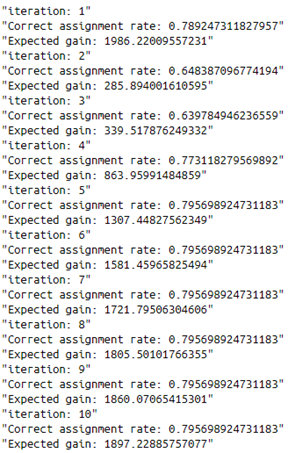 "iteration: 1"
"Correct assignment rate: 0.789247311827957"
"Expected gain: 1986.22009557231"
"iteration: 2"
"Correct assignment rate: 0.648387096774194"
"Expected gain: 285.894001610595"
"iteration: 3"
"Correct assignment rate: 0.639784946236559"
"Expected gain: 339.517876249332"
"iteration: 4"
"Correct assignment rate: 0.773118279569892"
"Expected gain: 863.95991484859"
"iteration: 5"
"Correct assignment rate: 0.795698924731183"
"Expected gain: 1307.44827562349"
"iteration: 6"
"Correct assignment rate: 0.795698924731183"
"Expected gain: 1581.45965825494"
"iteration: 7"
"Correct assignment rate: 0.795698924731183"
"Expected gain: 1721.79506304606"
"iteration: 8"
"Correct assignment rate: 0.795698924731183"
"Expected gain: 1805.50101766355"
"iteration: 9"
"Correct assignment rate: 0.795698924731183"
"Expected gain: 1860.07065415301"
"iteration: 10"
"Correct assignment rate: 0.795698924731183"
"Expected gain: 1897.22885757077"